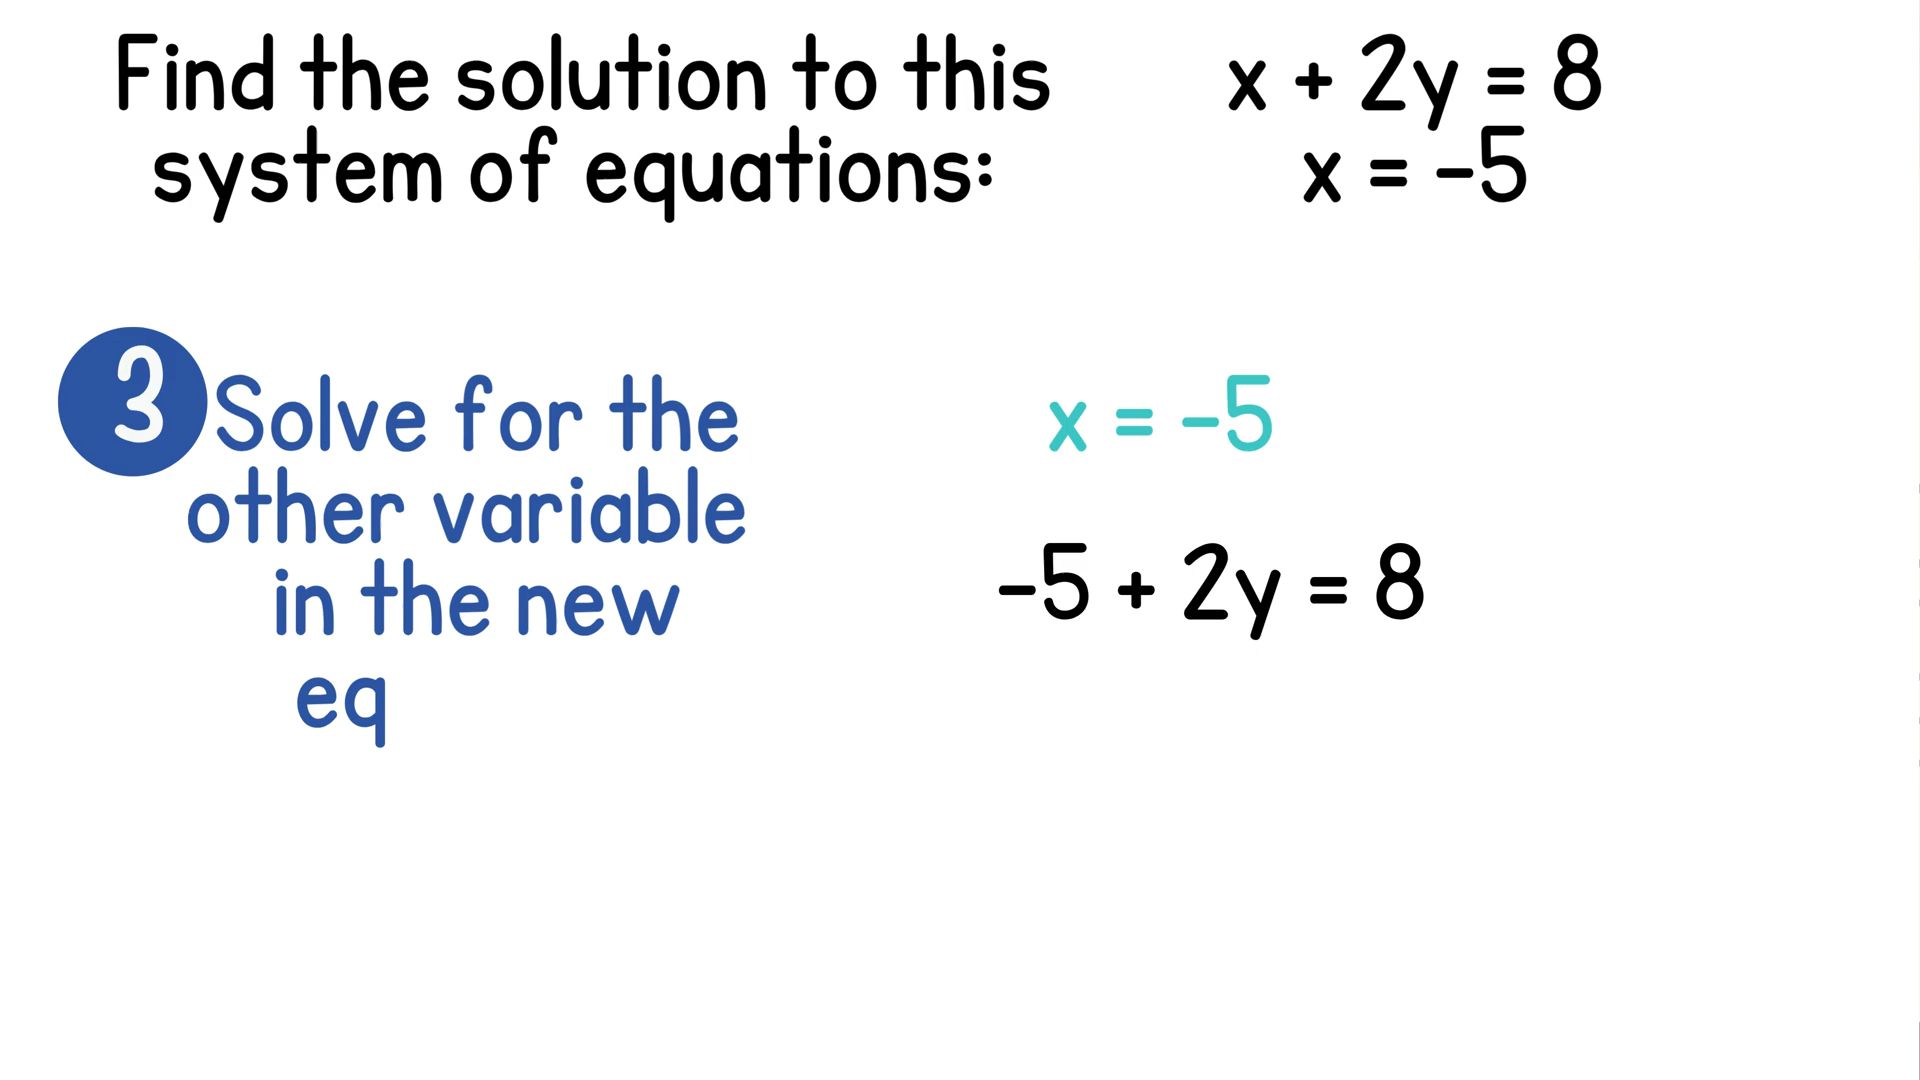 Find the solution to this
system of equations:
x + 2y = 8
x = -5
3
Solve for the
other variable
in the new
eq
x = -5
-5 + 2y = 8